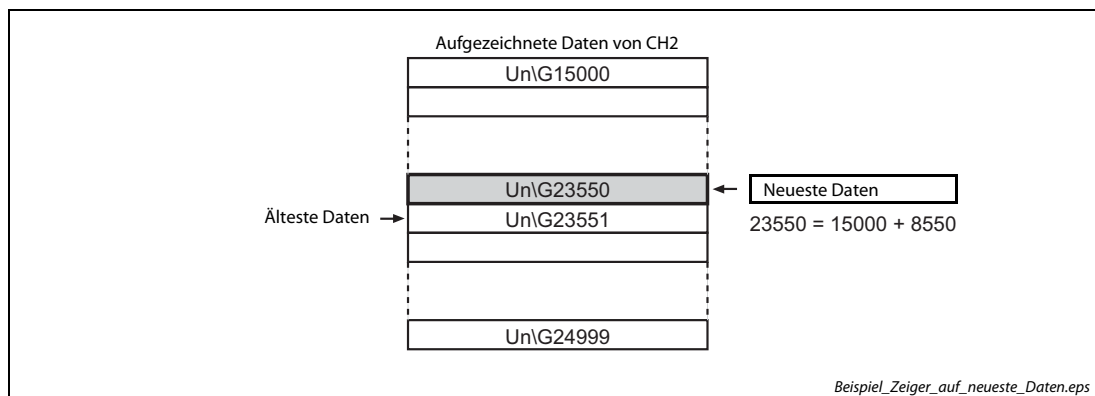 Aufgezeichnete Daten von CH2
Un\G15000
Un\G23550
Neueste Daten
Älteste Daten
Un\G23551
23550 = 15000 + 8550
Un\G24999
Beispiel_Zeiger_auf_neueste_Daten.eps